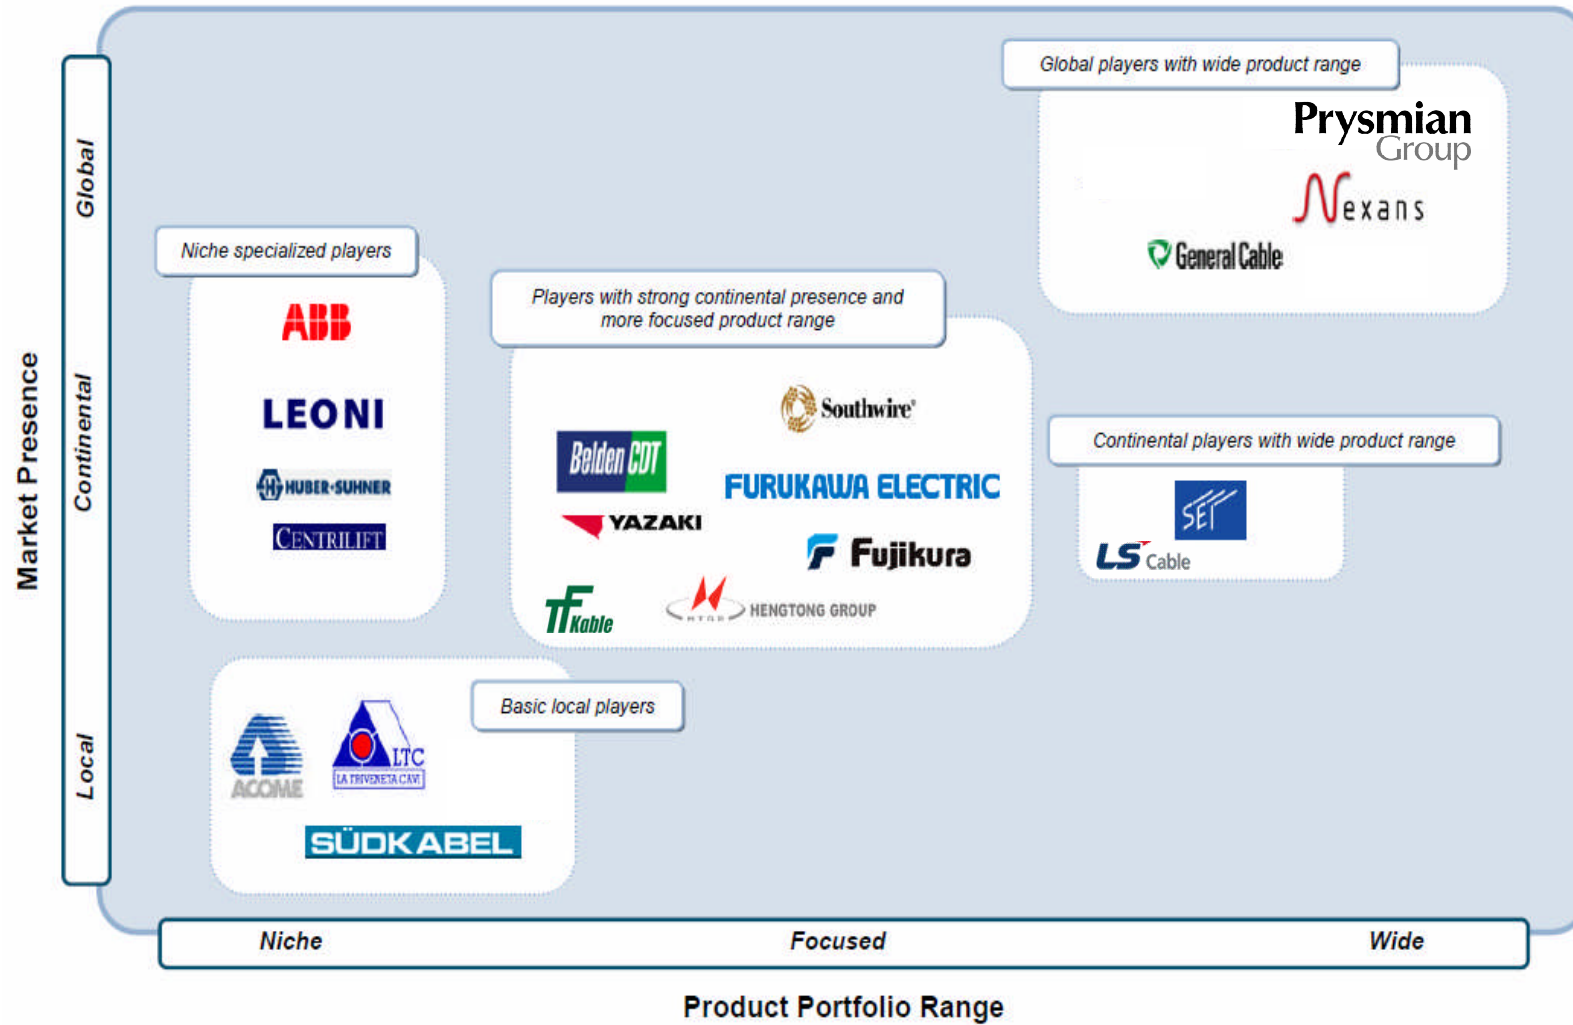 Global players with wide product range
Prysmian
Group
Nexans
General Cable
Niche specialized players
ABB
LEONI
HUBER+SUHNER
CENTRILIFT
Players with strong continental presence and
more focused product range
Southwire®
Belden CDT
FURUKAWA ELECTRIC
YAZAKI
Fujikura
TF Kable
HTGD HENGTONG GROUP
Continental players with wide product range
SEI
LS Cable
Basic local players
ACOME
LTC
LA TRIVENETA CAVI
SÜDKABEL
Market Presence
Global
Continental
Local
Niche
Focused
Wide
Product Portfolio Range